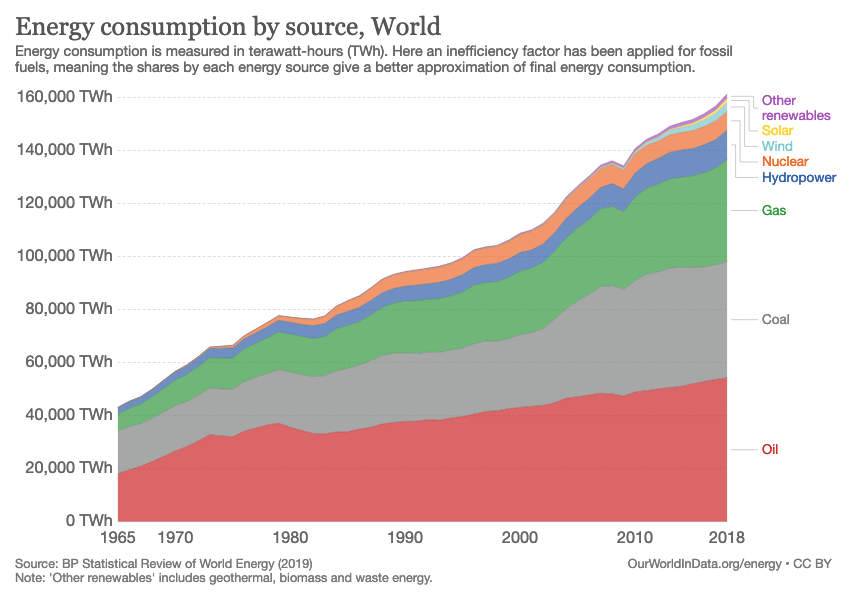 Energy consumption by source, World
Energy consumption is measured in terawatt-hours (TWh). Here an inefficiency factor has been applied for fossil
fuels, meaning the shares by each energy source give a better approximation of final energy consumption.
160,000 TWh
140,000 TWh
120,000 TWh
100,000 TWh
80,000 TWh
60,000 TWh
40,000 TWh
20,000 TWh
0 TWh
Other
renewables
Solar
Wind
Nuclear
Hydropower
Gas
Coal
Oil
1965 1970 1980 1990 2000 2010 2018
Source: BP Statistical Review of World Energy (2019) OurWorldInData.org/energy • CC BY
Note: 'Other renewables' includes geothermal, biomass and waste energy.